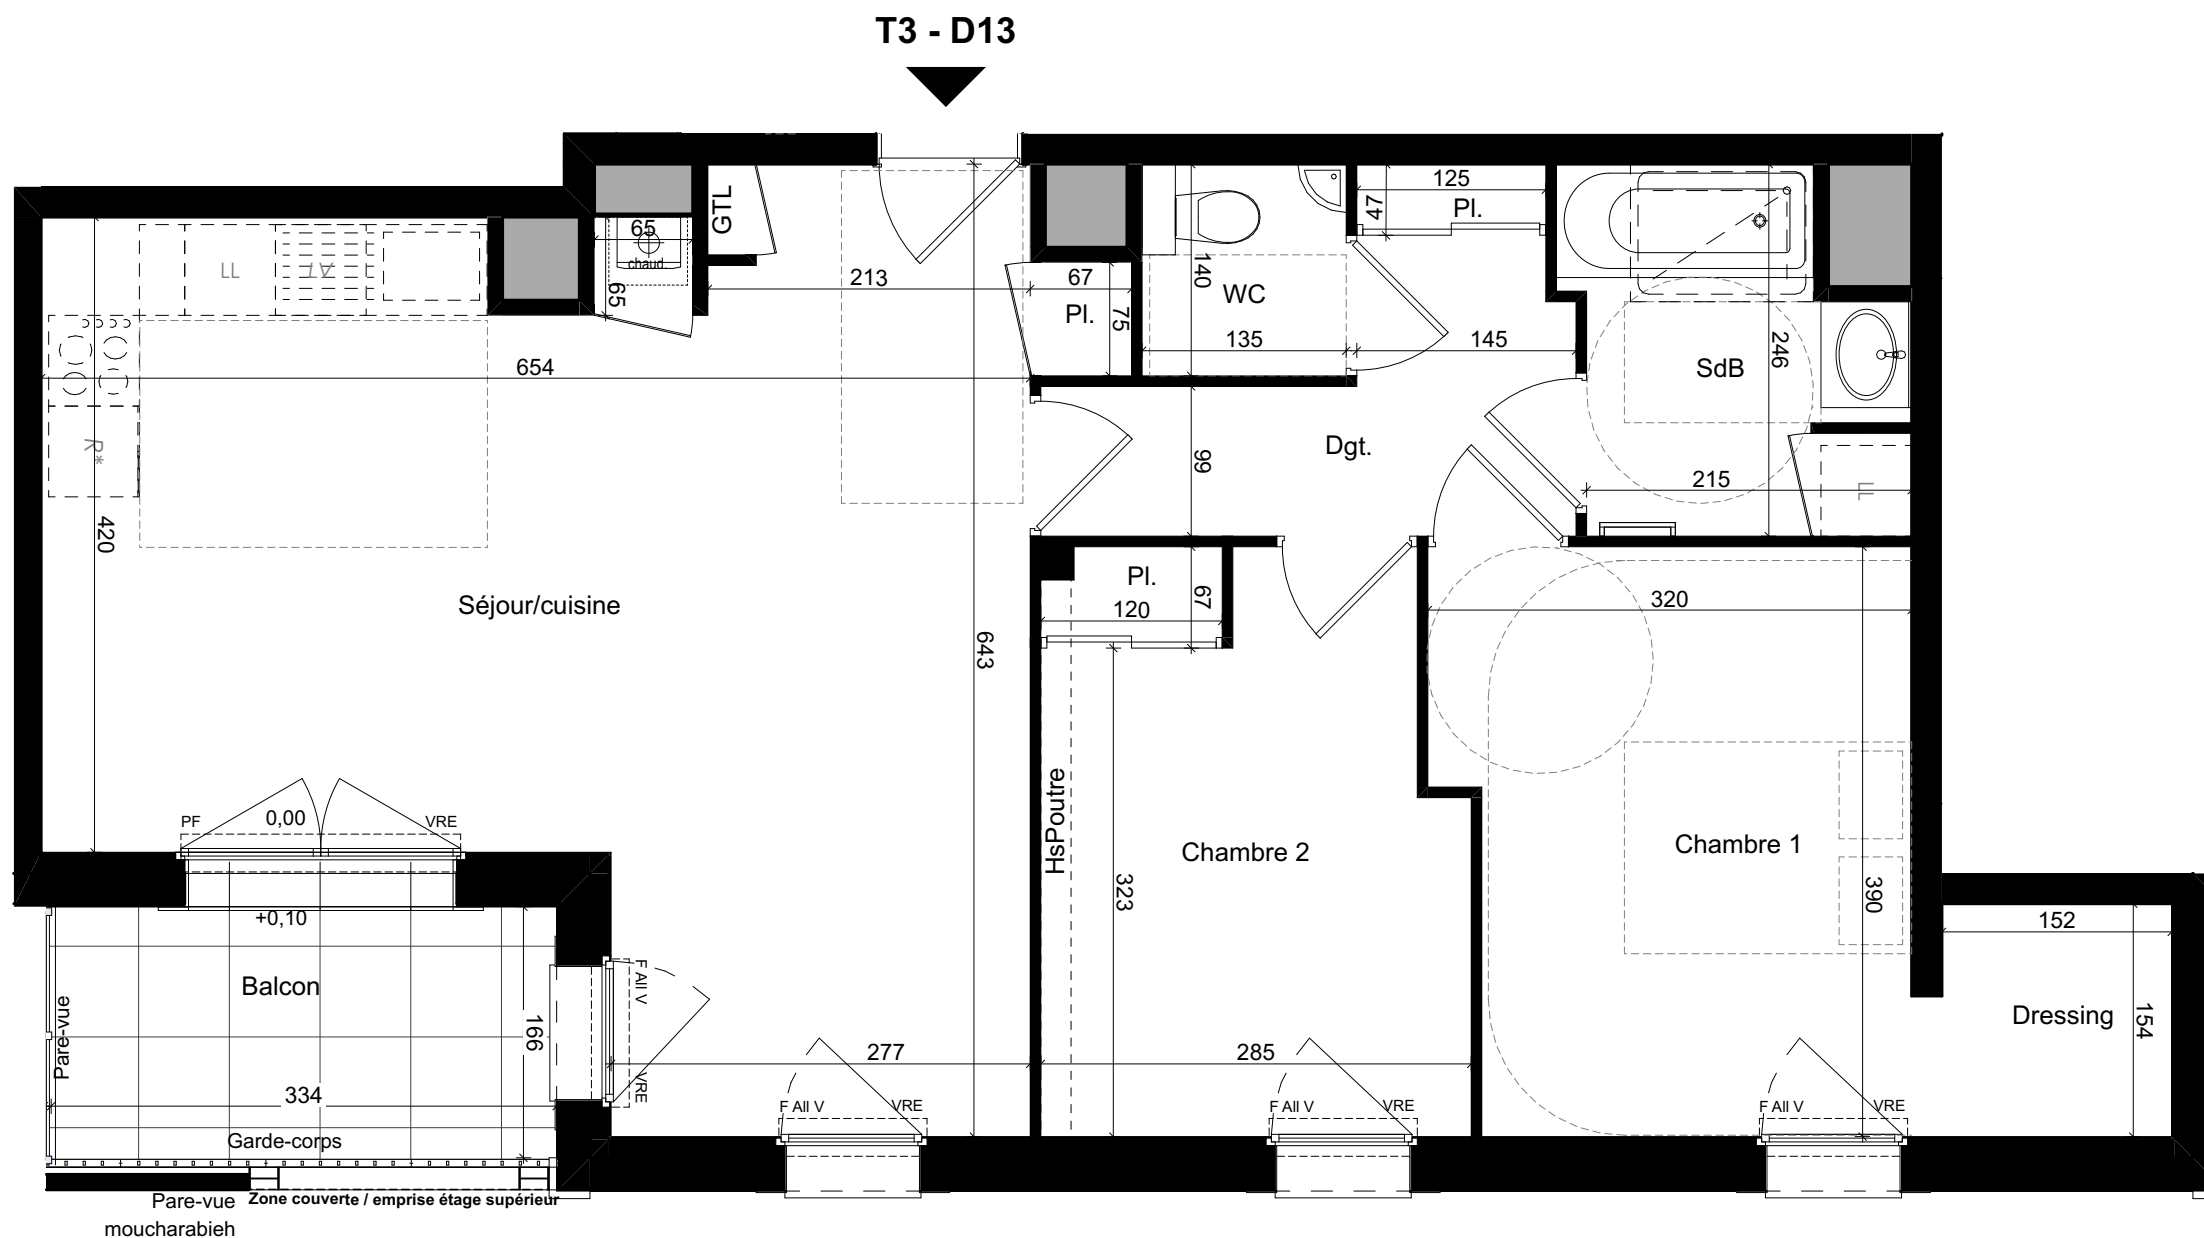 T3 - D13
GTL
65
chaud.
65
213
67
Pl.
75
140
WC
135
125
47
Pl.
145
246
SdB
215
LL
LL
LV
R*
654
420
Séjour/cuisine
643
99
Dgt.
Pl.
120
67
320
HsPoutre
323
Chambre 2
Chambre 1
390
152
Dressing
154
PF
0,00
VRE
+0,10
Balcon
Pare-vue
166
334
Garde-corps
F All V
VRE
277
285
F All V
VRE
F All V
VRE
F All V
VRE
Pare-vue
moucharabieh
Zone couverte / emprise étage supérieur